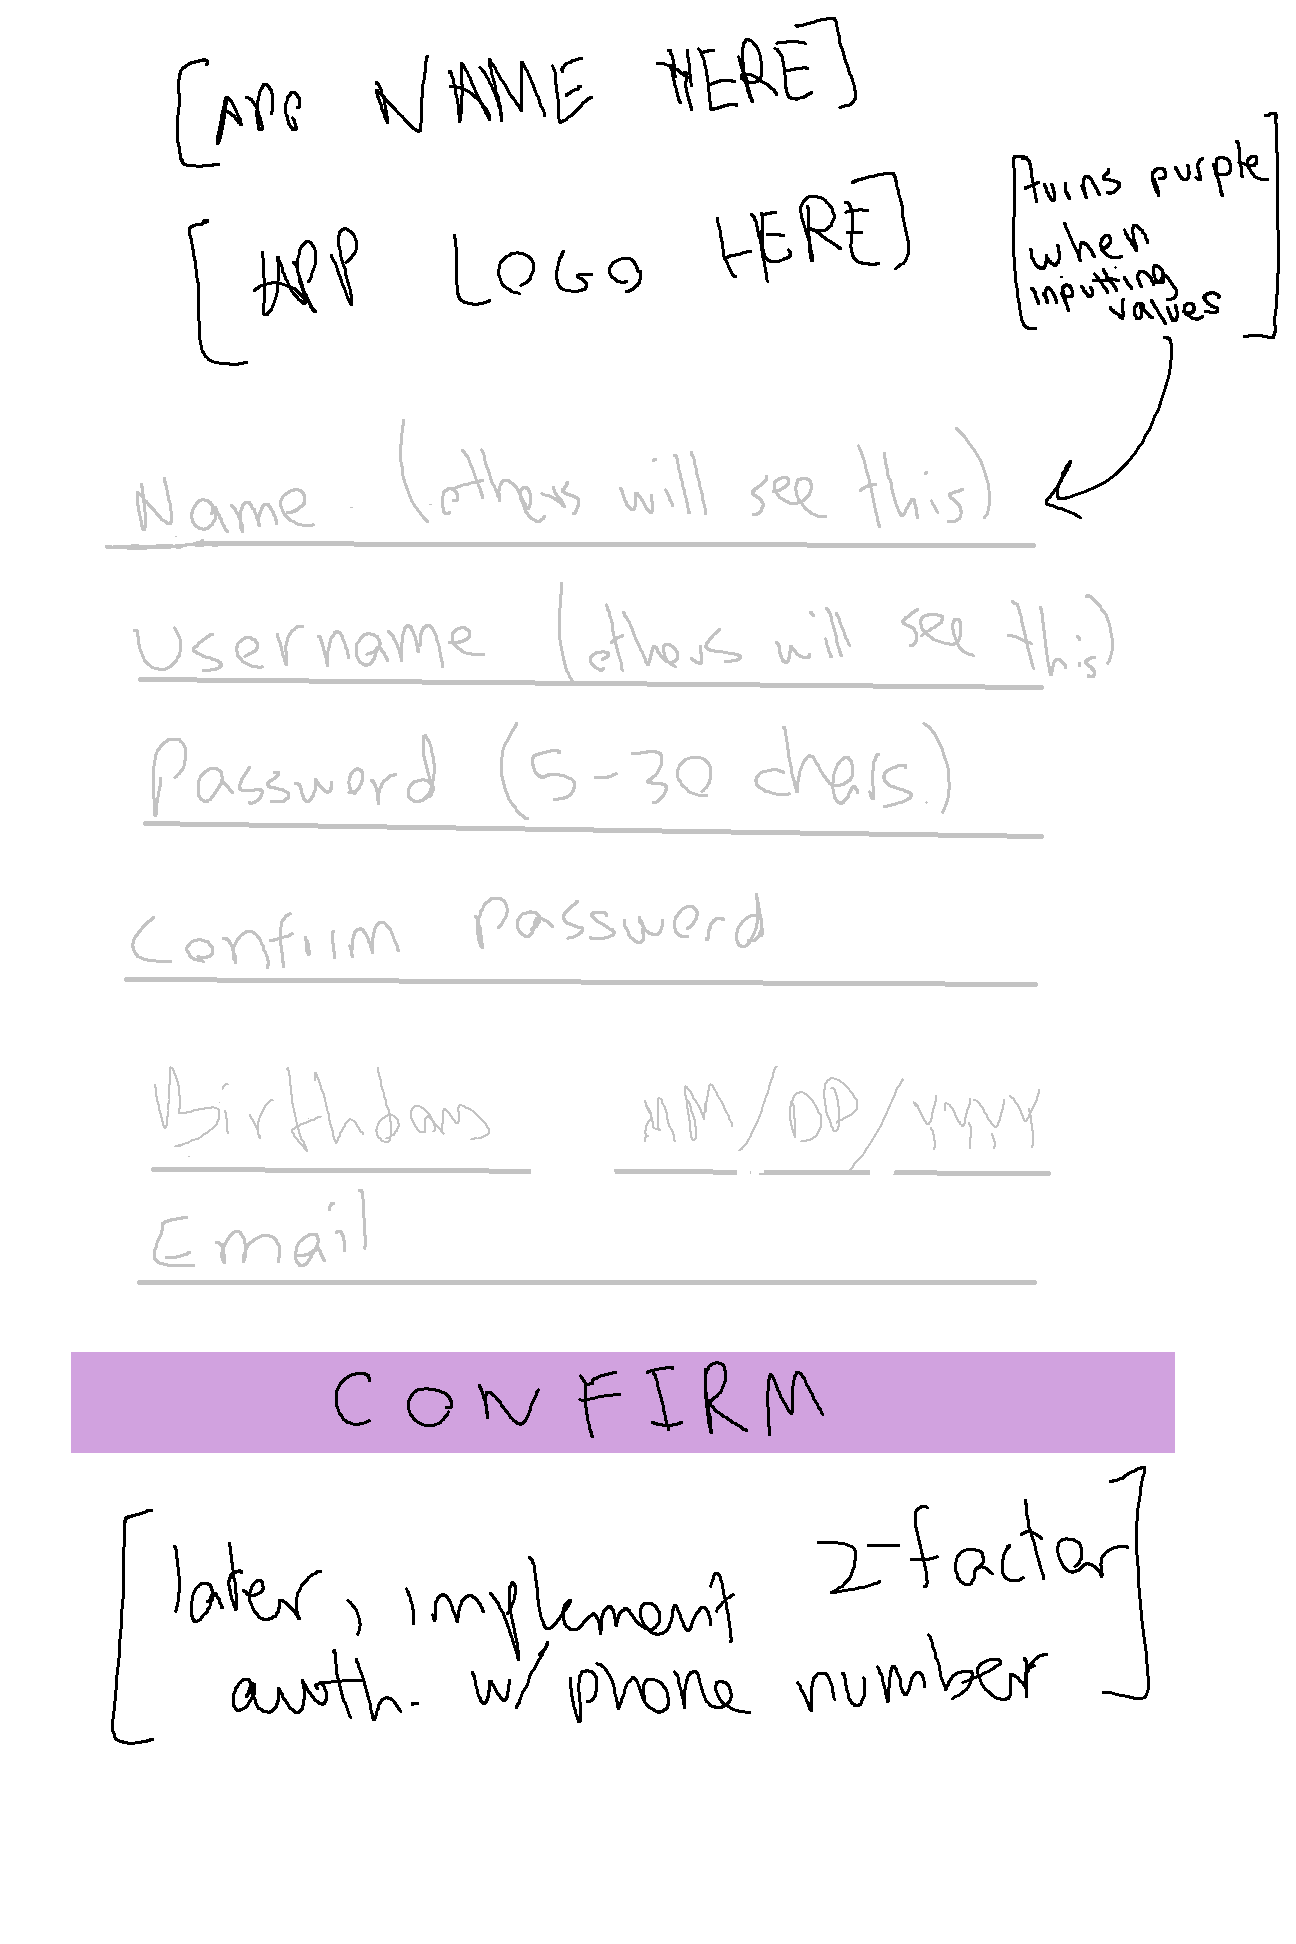 [APP NAME HERE]
[APP LOGO HERE]
[turns purple
when
inputting
values]
Name (others will see this)
Username (others will see this)
Password (5-30 chars.)
Confirm Password
Birthday MM/DD/YYYY
Email
CONFIRM
[later, implement 2-factor
auth. w/ phone number]